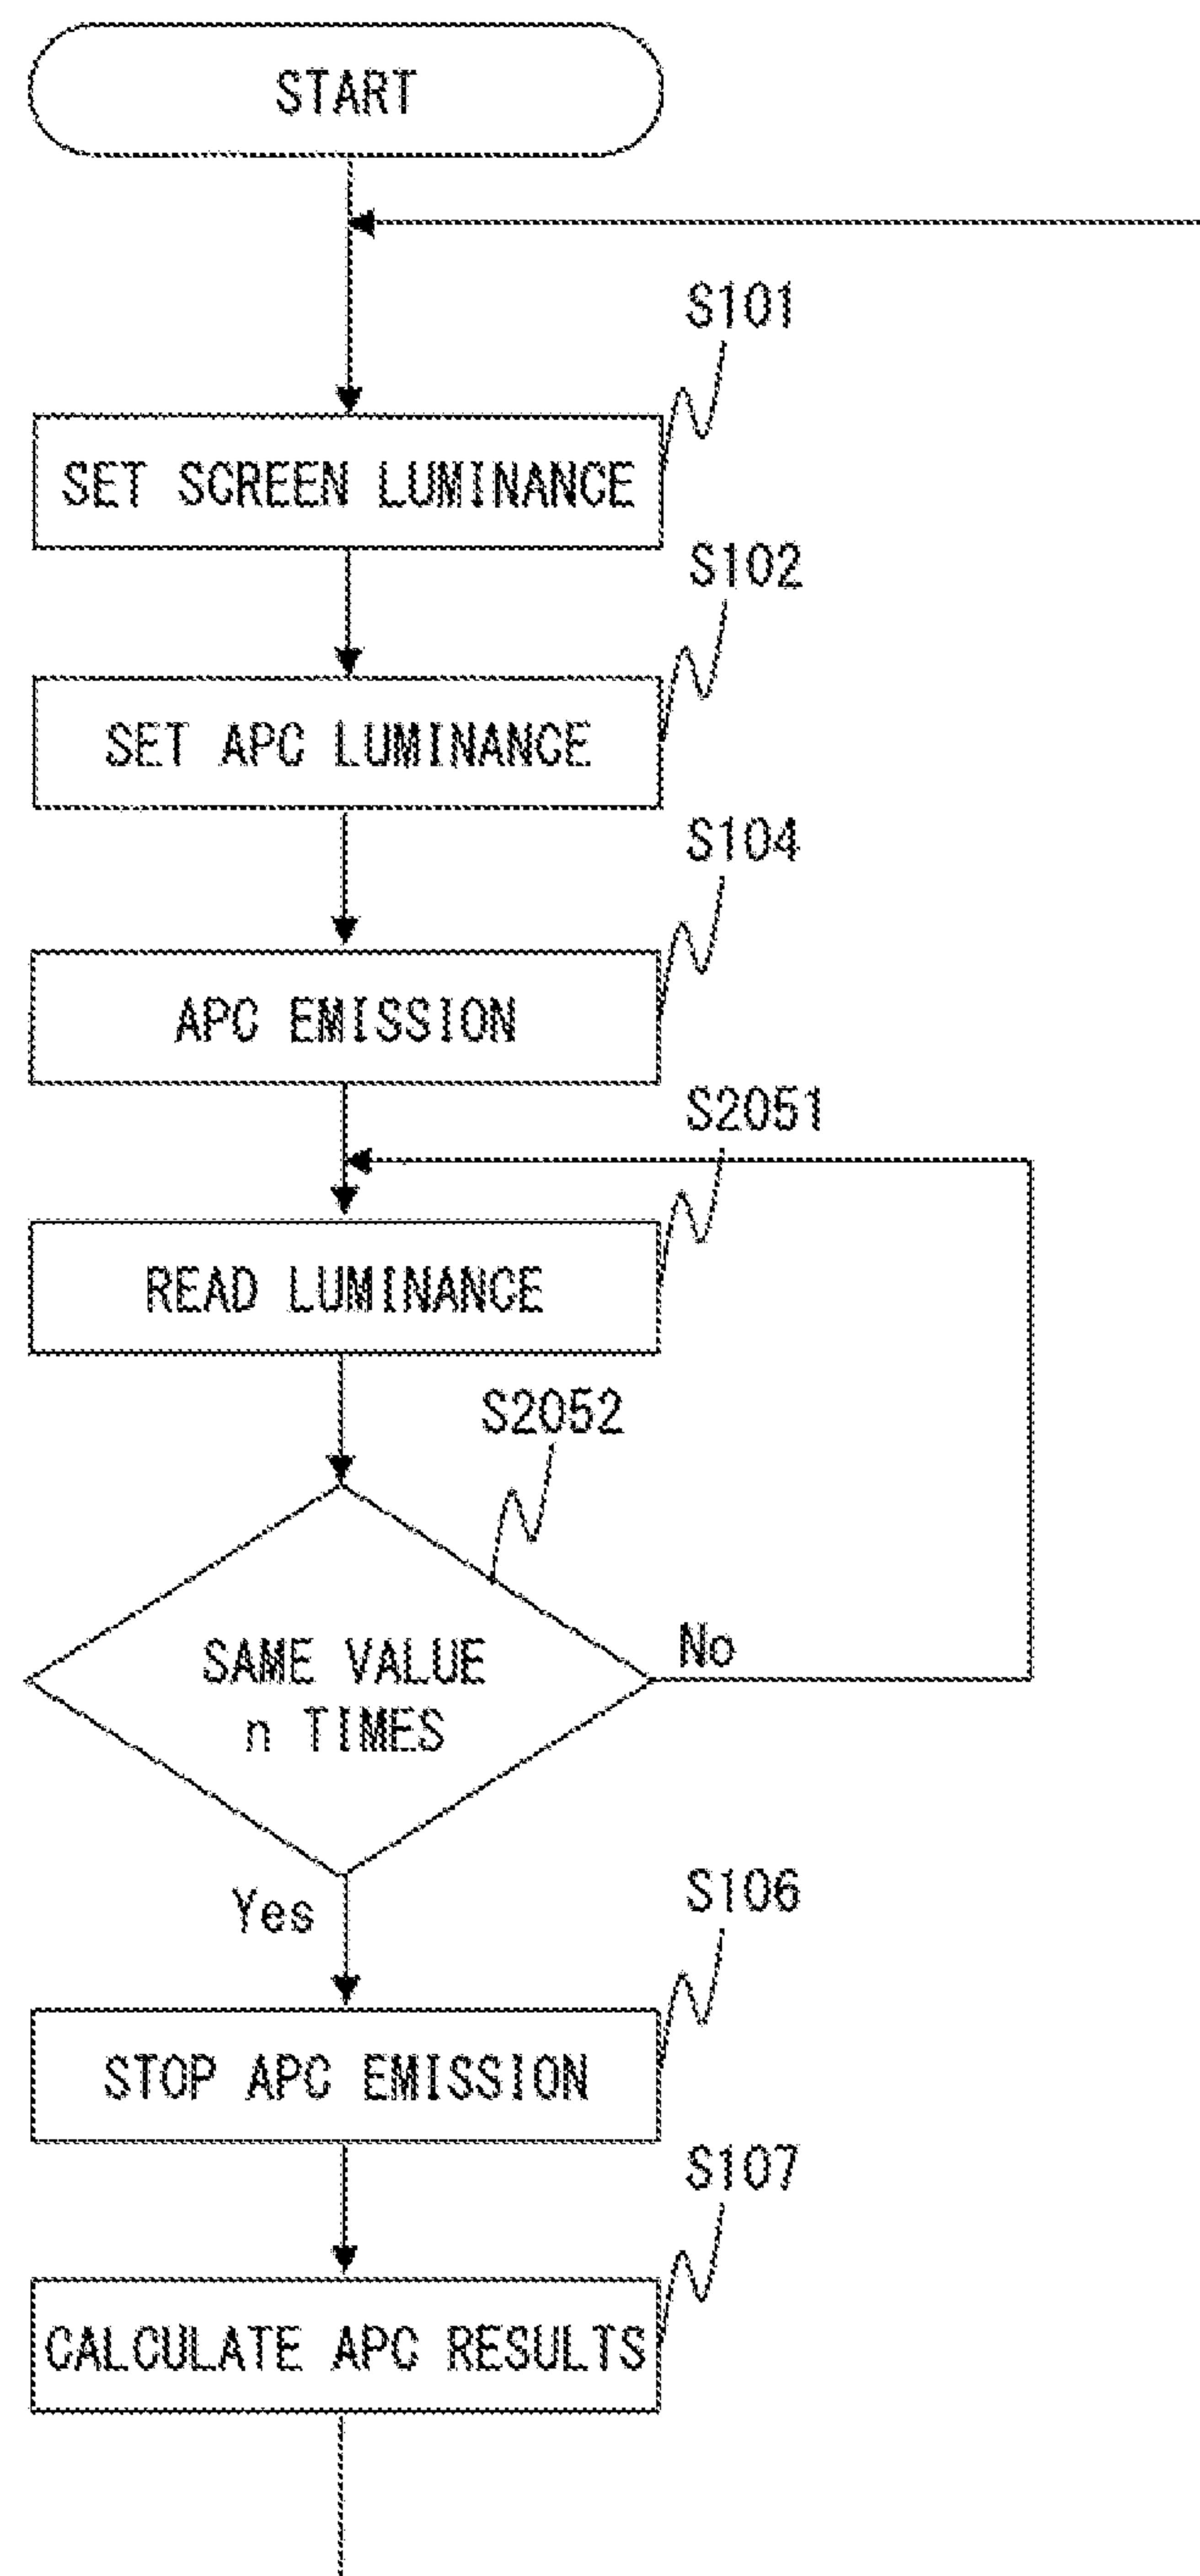 START
S101
SET SCREEN LUMINANCE
S102
SET APC LUMINANCE
S104
APC EMISSION
S2051
READ LUMINANCE
S2052
SAME VALUE
n TIMES
No
Yes
S106
STOP APC EMISSION
S107
CALCULATE APC RESULTS